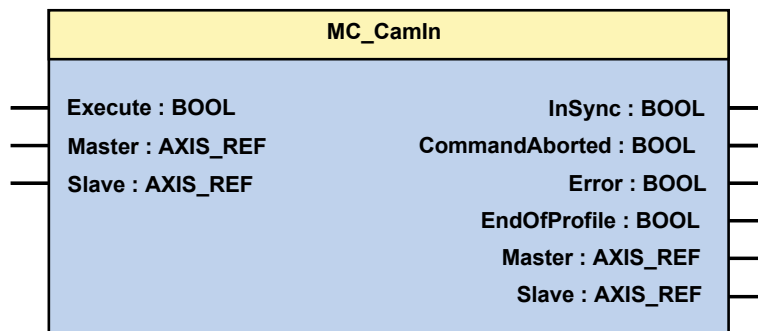 MC_CamIn
Execute : BOOL
Master : AXIS_REF
Slave : AXIS_REF
InSync : BOOL
CommandAborted : BOOL
Error : BOOL
EndOfProfile : BOOL
Master : AXIS_REF
Slave : AXIS_REF